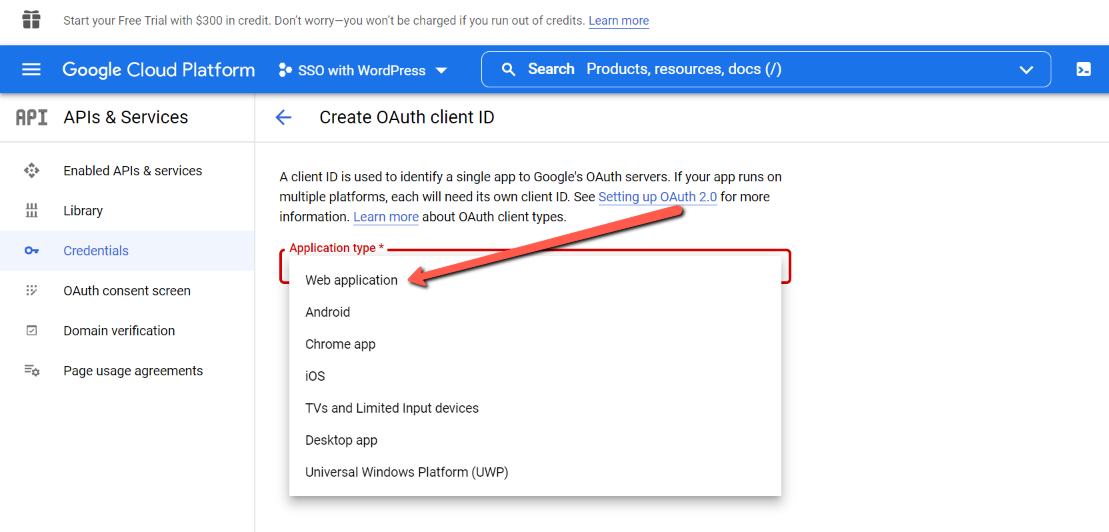 Start your Free Trial with $300 in credit. Don't worry—you won't be charged if you run out of credits. Learn more
Google Cloud Platform
SSO with WordPress
Search Products, resources, docs (/)
API APIs & Services
Create OAuth client ID
Enabled APIs & services
Library
Credentials
OAuth consent screen
Domain verification
Page usage agreements
A client ID is used to identify a single app to Google's OAuth servers. If your app runs on
multiple platforms, each will need its own client ID. See Setting up OAuth 2.0 for more
information. Learn more about OAuth client types.
Application type *
Web application
Android
Chrome app
iOS
TVs and Limited Input devices
Desktop app
Universal Windows Platform (UWP)